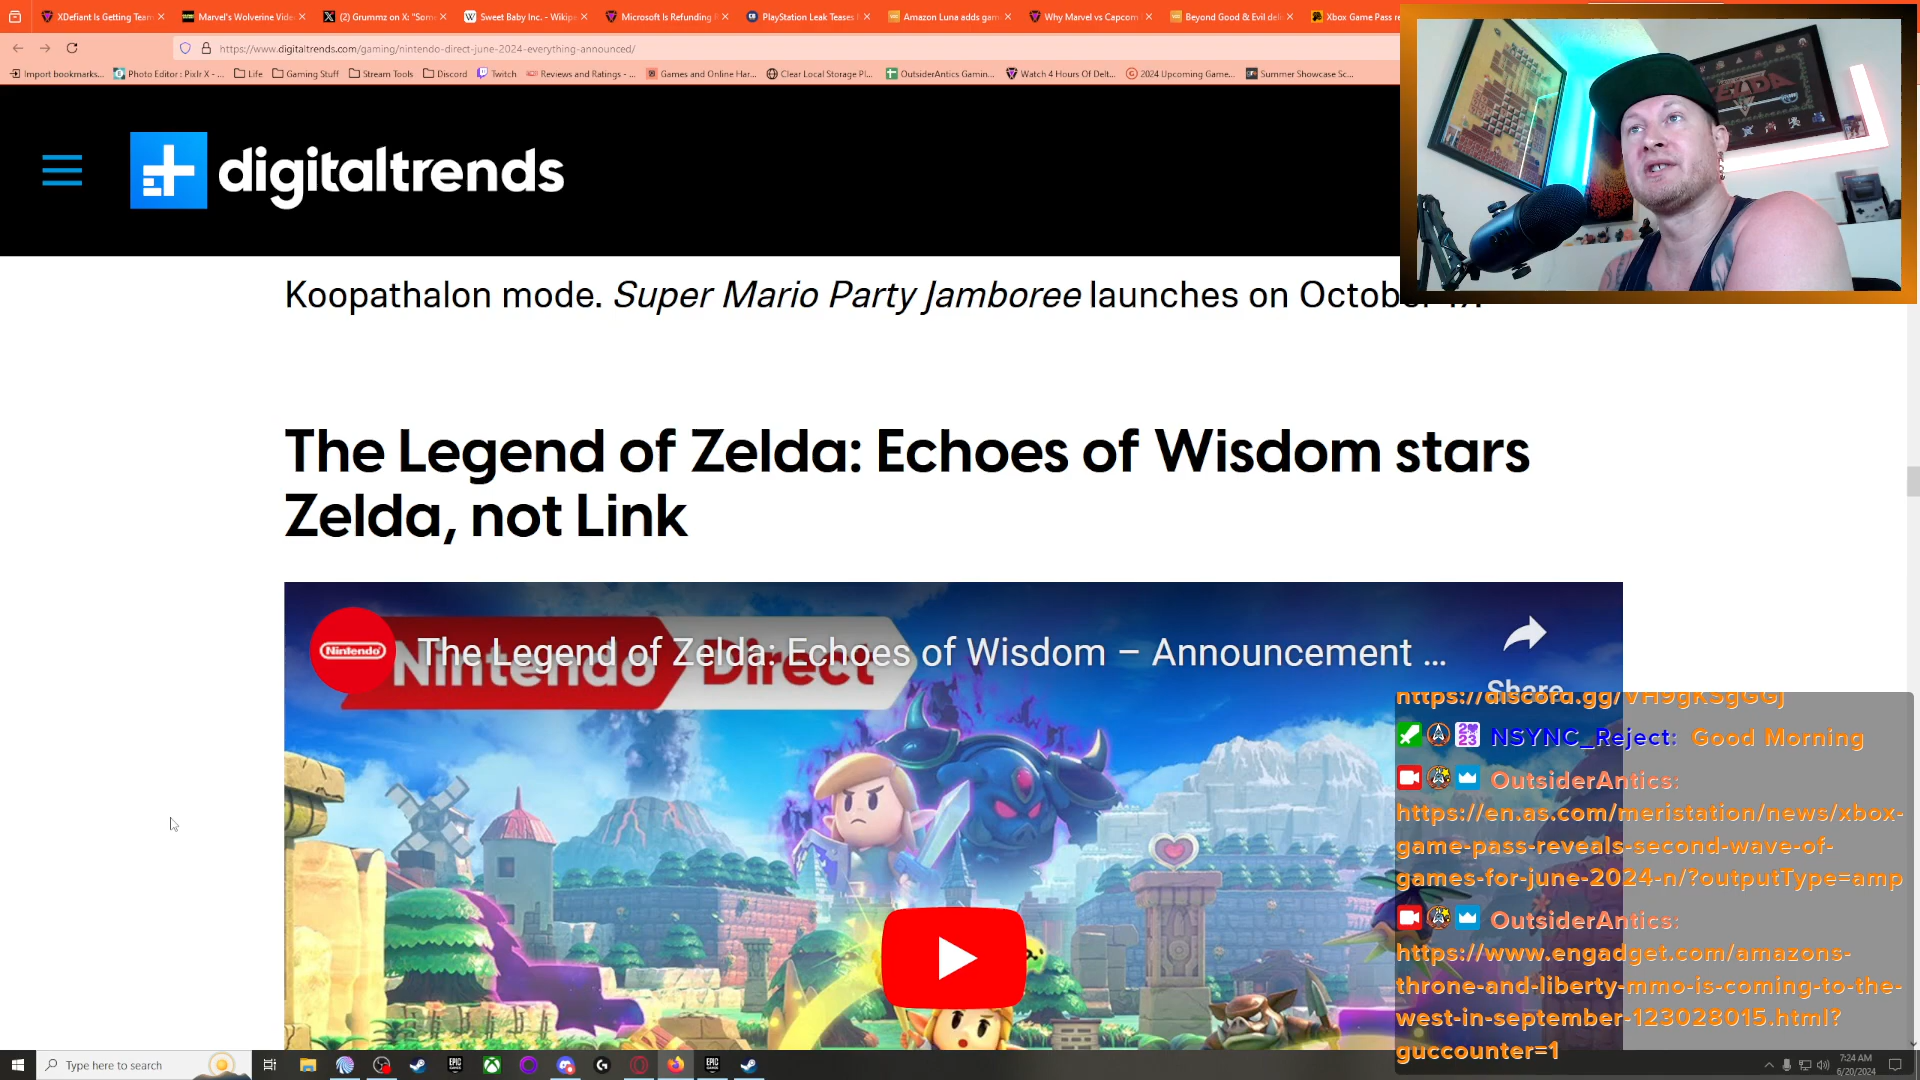 XDefiant Is Getting Team
Marvel's Wolverine Vide
(2) Grummz on X: "Som
Sweet Baby Inc. - Wikipe
Microsoft Is Refunding
PlayStation Leak Teases
Amazon Luna adds gam
Why Marvel vs Capcom
Beyond Good & Evil deli
Xbox Game Pass re
https://www.digitaltrends.com/gaming/nintendo-direct-june-2024-everything-announced/
Import bookmarks...
Photo Editor : Pixlr X - ...
Life
Gaming Stuff
Stream Tools
Discord
Twitch
Reviews and Ratings - ...
Games and Online Har...
Clear Local Storage Pl...
OutsiderAntics Gamin...
Watch 4 Hours Of Delt...
2024 Upcoming Game...
Summer Showcase Sc...
ZELDA
digitaltrends
Koopathalon mode. Super Mario Party Jamboree launches on October 17.
The Legend of Zelda: Echoes of Wisdom stars
Zelda, not Link
Nintendo
Nintendo Direct
The Legend of Zelda: Echoes of Wisdom – Announcement ...
Share
NSYNC_Reject: Good Morning
OutsiderAntics:
https://en.as.com/meristation/news/xbox-
game-pass-reveals-second-wave-of-
games-for-june-2024-n/?outputType=amp
OutsiderAntics:
https://www.engadget.com/amazons-
throne-and-liberty-mmo-is-coming-to-the-
west-in-september-123028015.html?
guccounter=1
Type here to search
7:24 AM
6/20/2024